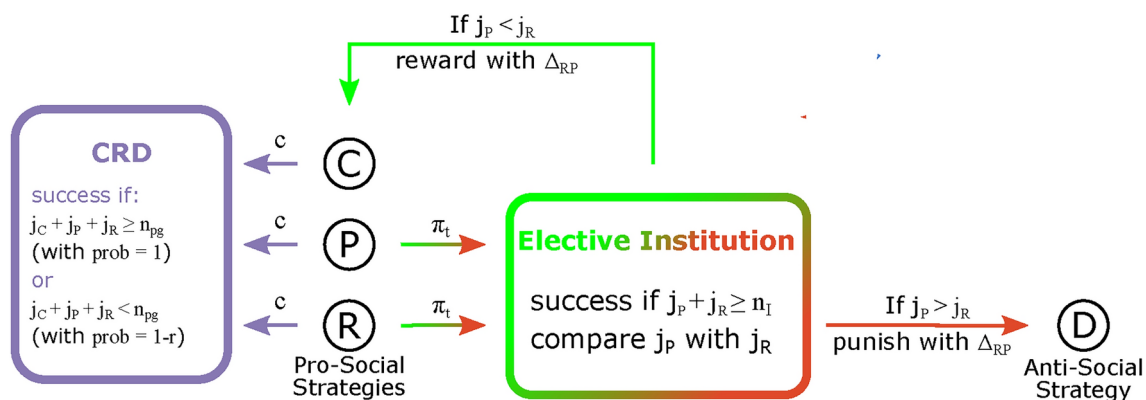 If j_P < j_R
reward with Δ_RP
CRD
success if:
j_C + j_P + j_R ≥ n_pg
(with prob = 1)
or
j_C + j_P + j_R < n_pg
(with prob = 1-r)
c
C
c
P
π_t
c
R
π_t
Pro-Social
Strategies
Elective Institution
success if j_P + j_R ≥ n_I
compare j_P with j_R
If j_P > j_R
punish with Δ_RP
D
Anti-Social
Strategy